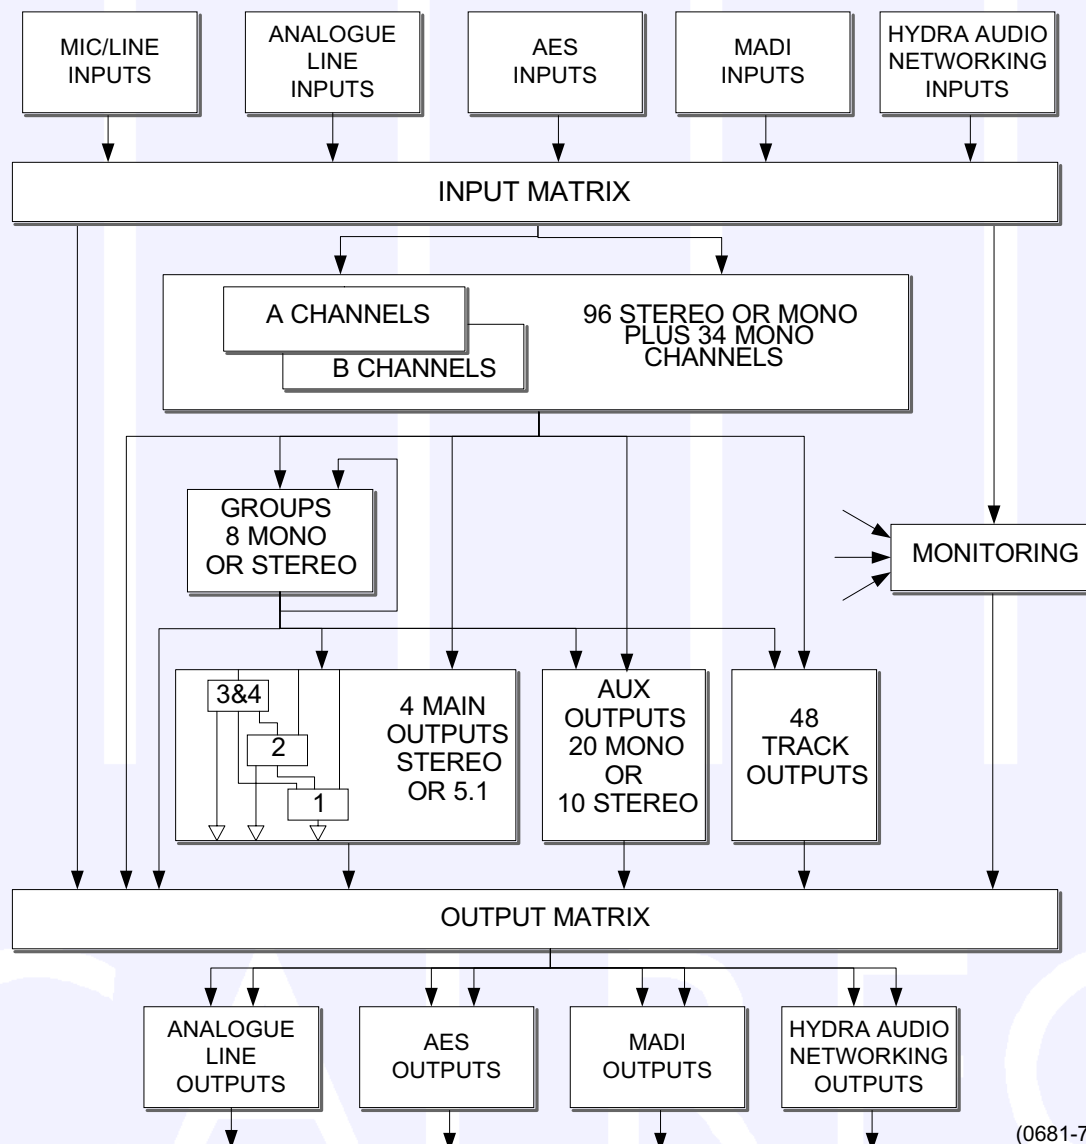 MIC/LINE
INPUTS
ANALOGUE
LINE
INPUTS
AES
INPUTS
MADI
INPUTS
HYDRA AUDIO
NETWORKING
INPUTS
INPUT MATRIX
A CHANNELS
B CHANNELS
96 STEREO OR MONO
PLUS 34 MONO
CHANNELS
GROUPS
8 MONO
OR STEREO
MONITORING
3&4
2
1
4 MAIN
OUTPUTS
STEREO
OR 5.1
AUX
OUTPUTS
20 MONO
OR
10 STEREO
48
TRACK
OUTPUTS
OUTPUT MATRIX
ANALOGUE
LINE
OUTPUTS
AES
OUTPUTS
MADI
OUTPUTS
HYDRA AUDIO
NETWORKING
OUTPUTS
(0681-7